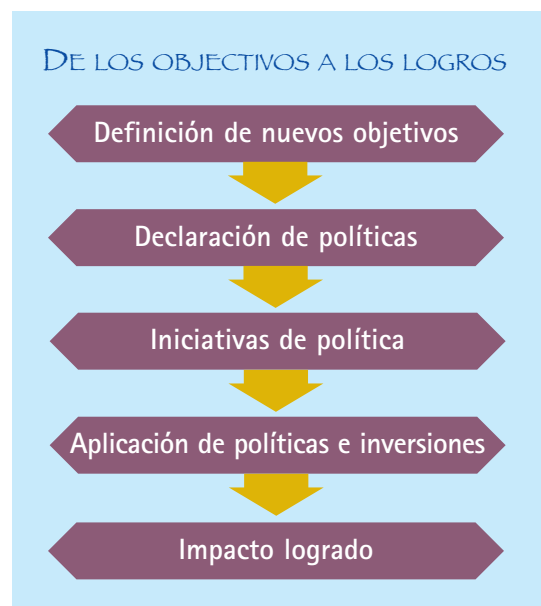 DE LOS OBJECTIVOS A LOS LOGROS
Definición de nuevos objetivos
Declaración de políticas
Iniciativas de política
Aplicación de políticas e inversiones
Impacto logrado